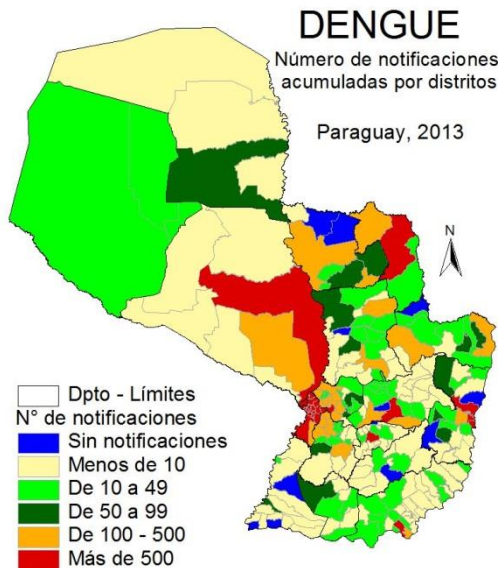 DENGUE
Número de notificaciones
acumuladas por distritos
Paraguay, 2013
N
Dpto - Límites
N° de notificaciones
Sin notificaciones
Menos de 10
De 10 a 49
De 50 a 99
De 100 - 500
Más de 500